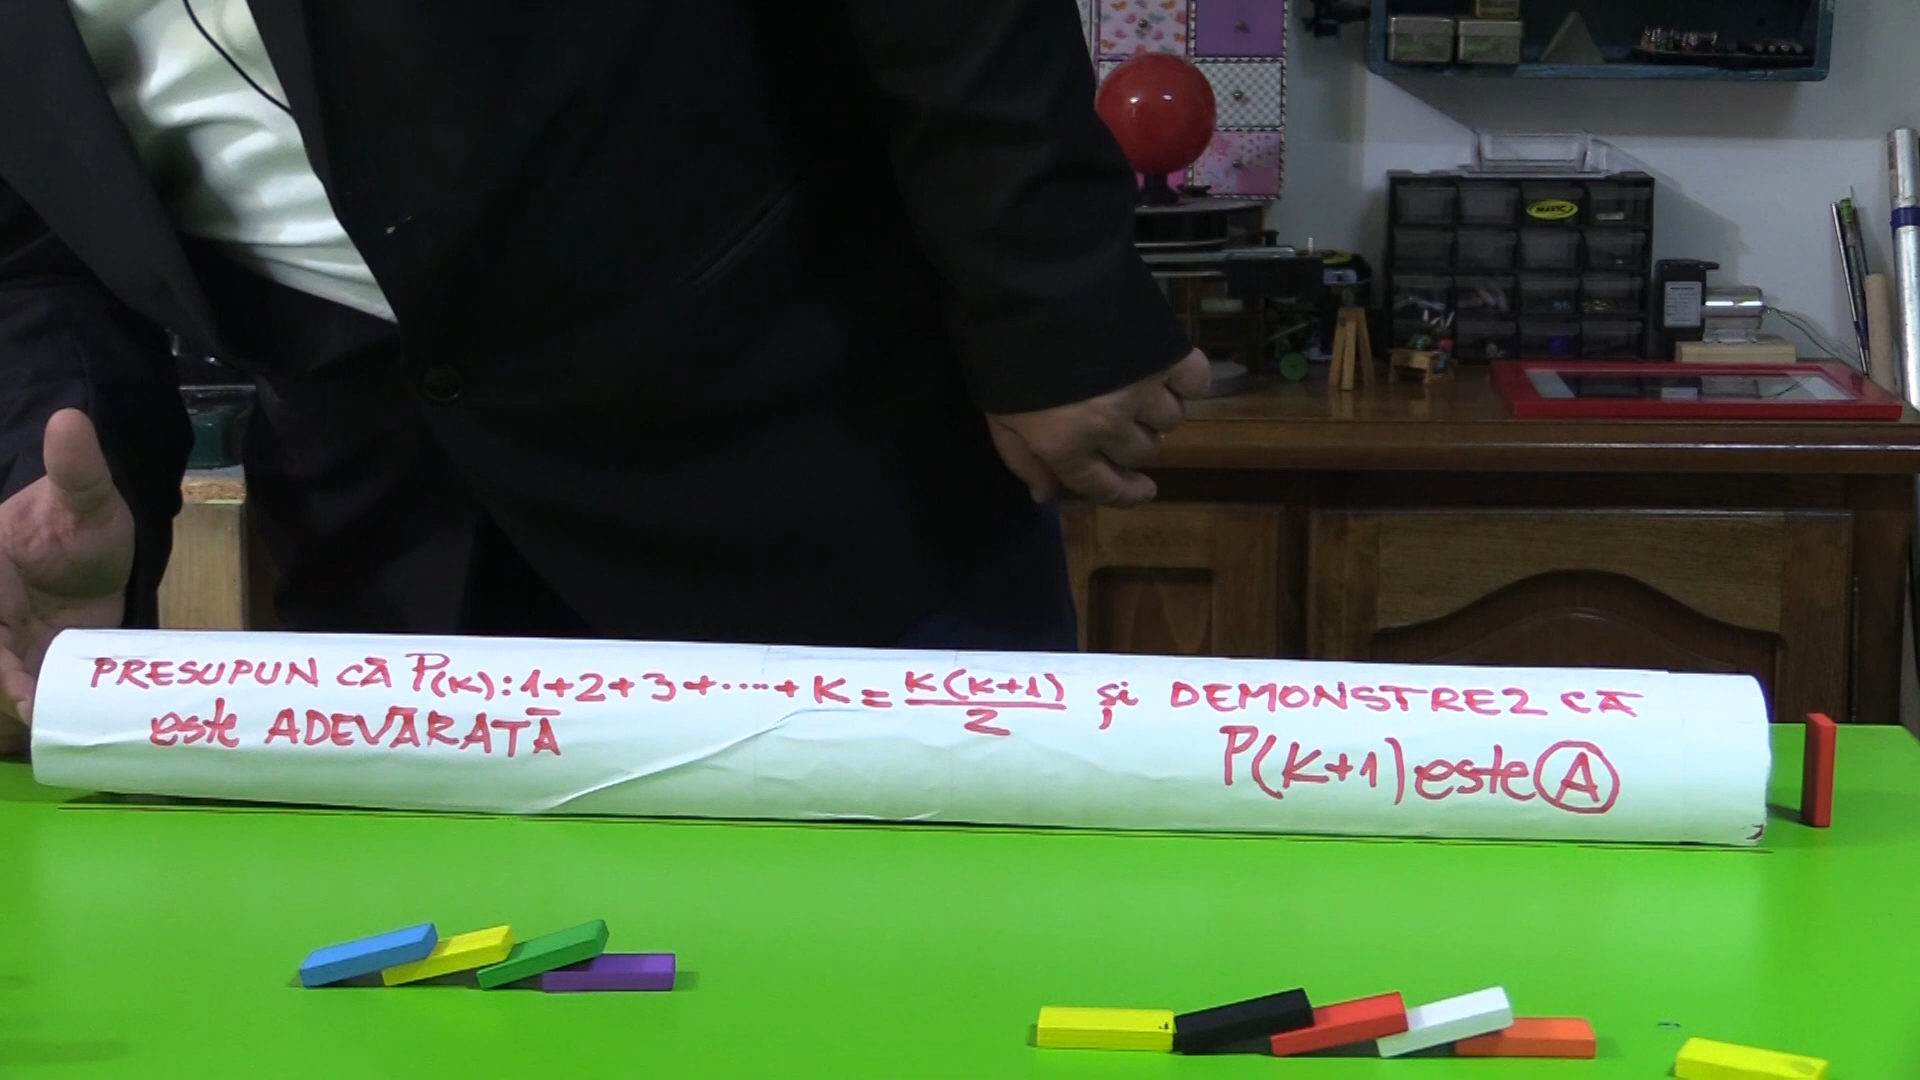 PRESUPUN CĂ P(K): 1+2+3+....+K = K(K+1)/2 și DEMONSTREZ CĂ
este ADEVĂRATĂ
P(K+1) este A